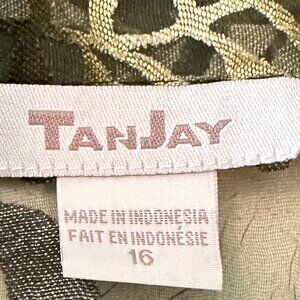 TANJAY
MADE IN INDONESIA
FAIT EN INDONÉSIE
16